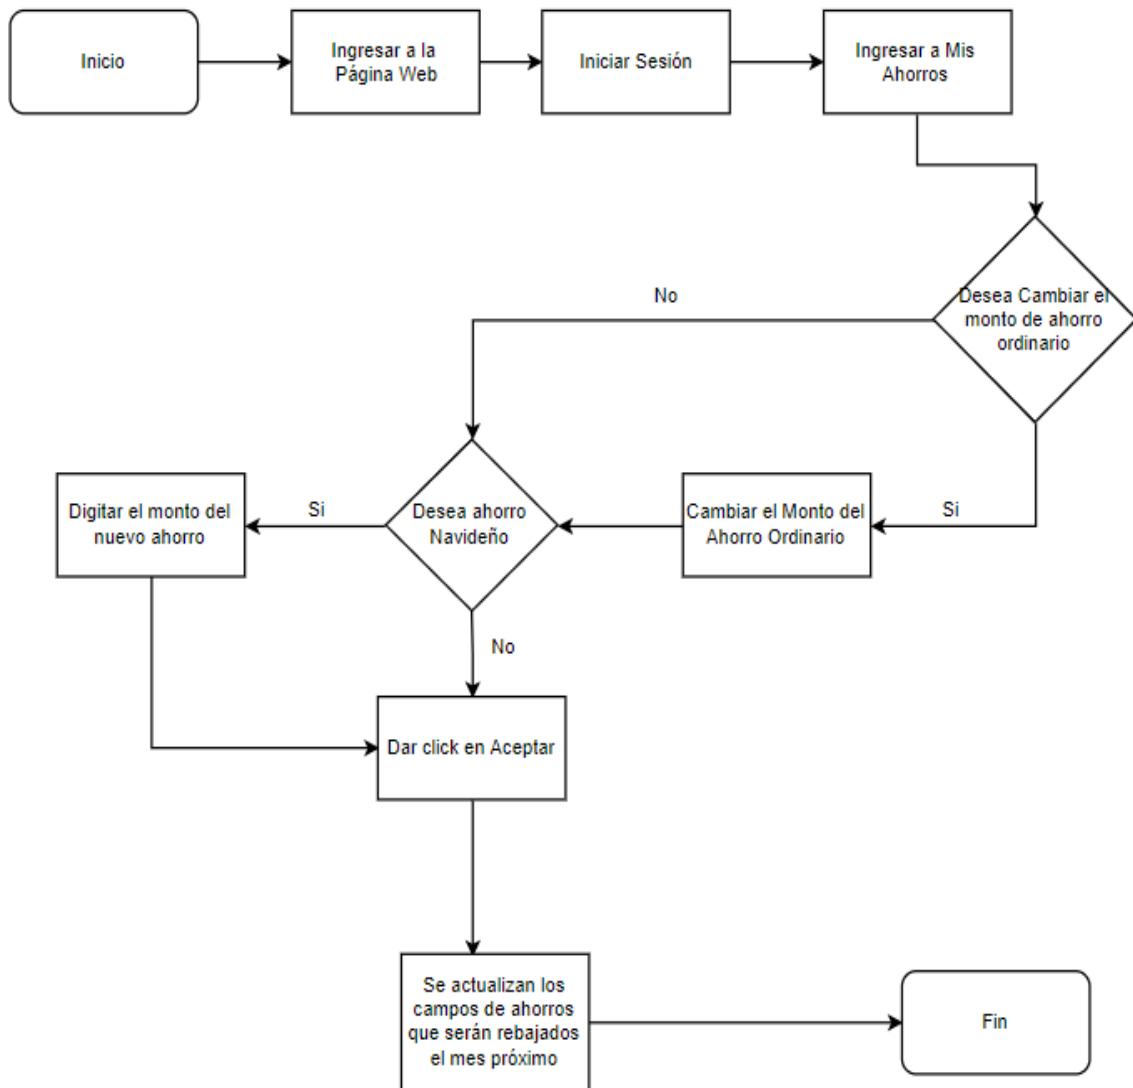 Inicio
Ingresar a la
Página Web
Iniciar Sesión
Ingresar a Mis
Ahorros
Desea Cambiar el
monto de ahorro
ordinario
No
Si
Cambiar el Monto del
Ahorro Ordinario
Desea ahorro
Navideño
Si
Digitar el monto del
nuevo ahorro
No
Dar click en Aceptar
Se actualizan los
campos de ahorros
que serán rebajados
el mes próximo
Fin